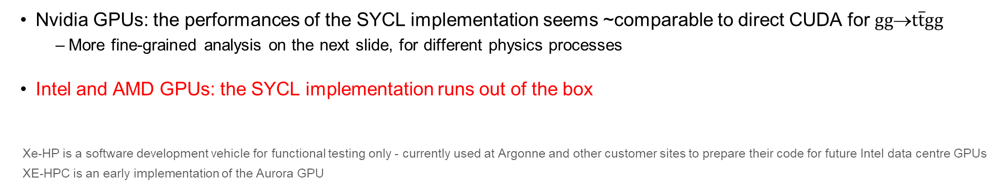 • Nvidia GPUs: the performances of the SYCL implementation seems ~comparable to direct CUDA for gg→tt̄gg
– More fine-grained analysis on the next slide, for different physics processes
• Intel and AMD GPUs: the SYCL implementation runs out of the box
Xe-HP is a software development vehicle for functional testing only - currently used at Argonne and other customer sites to prepare their code for future Intel data centre GPUs
XE-HPC is an early implementation of the Aurora GPU